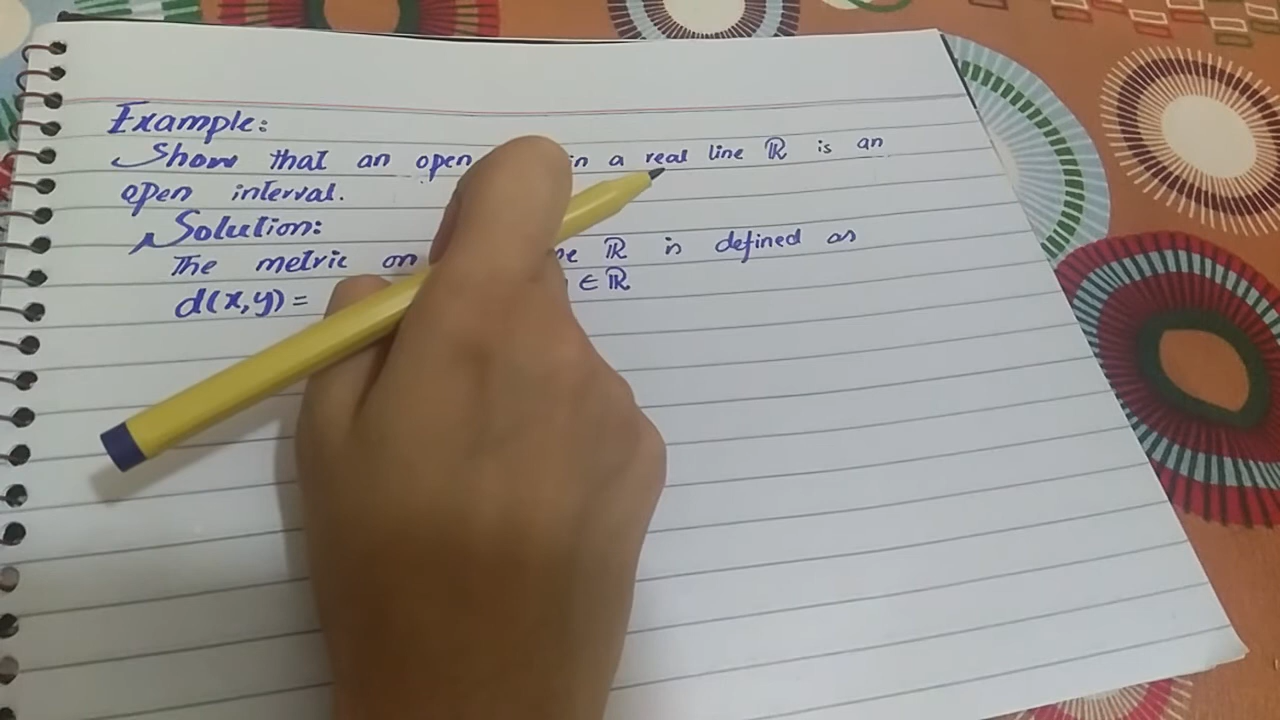 Example:
Show that an open in a real line ℝ is an
open interval.
Solution:
The metric on ℝ is defined as
d(x,y) = ∈ ℝ